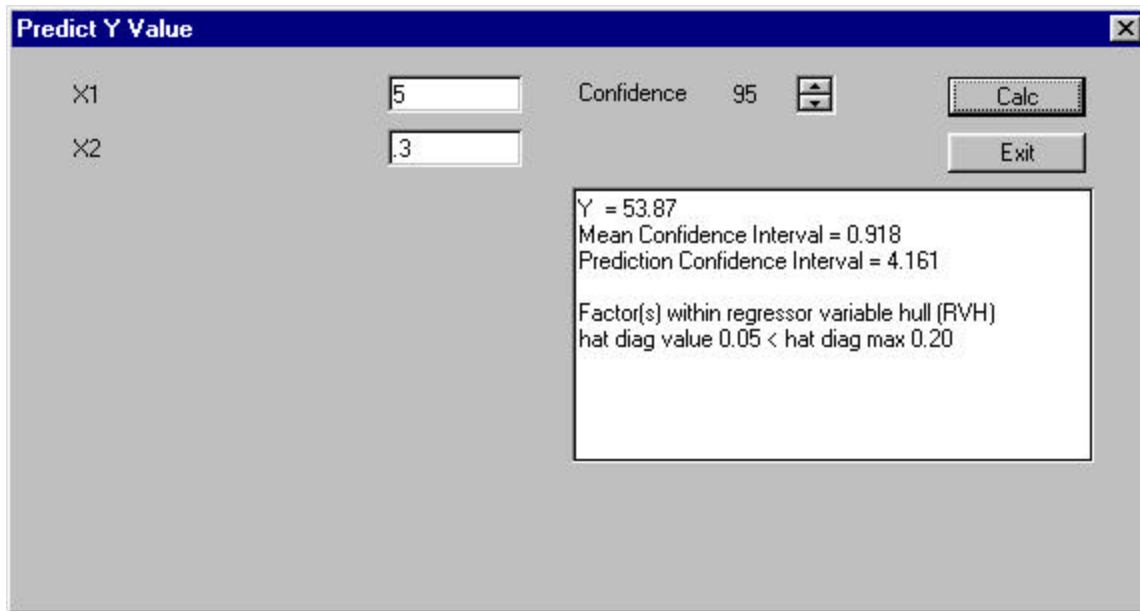 Predict Y Value
X1 5 Confidence 95 Calc
X2 .3 Exit
Y = 53.87
Mean Confidence Interval = 0.918
Prediction Confidence Interval = 4.161
Factor(s) within regressor variable hull (RVH)
hat diag value 0.05 < hat diag max 0.20